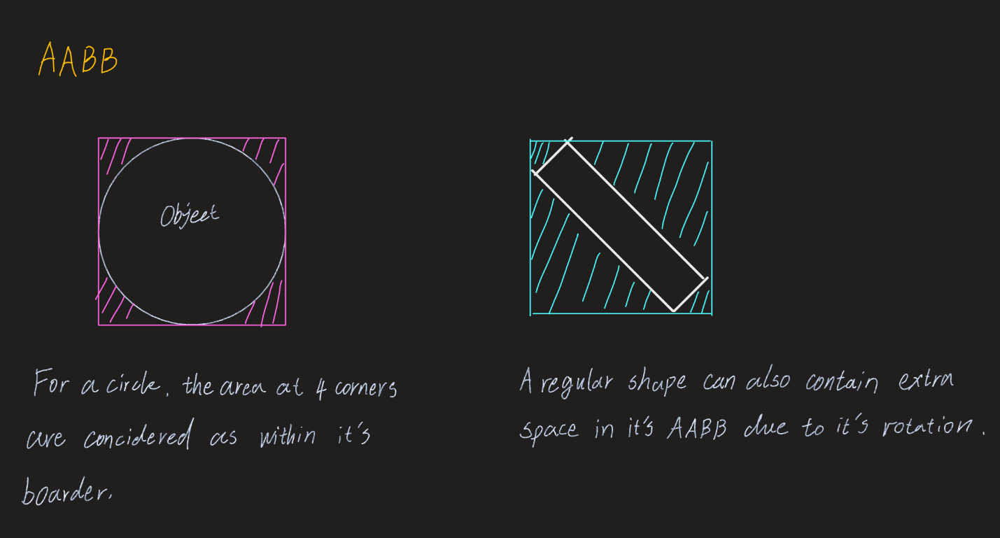 AABB
Object
For a circle, the area at 4 corners
are concidered as within it's
boarder.
A regular shape can also contain extra
space in it's AABB due to it's rotation.